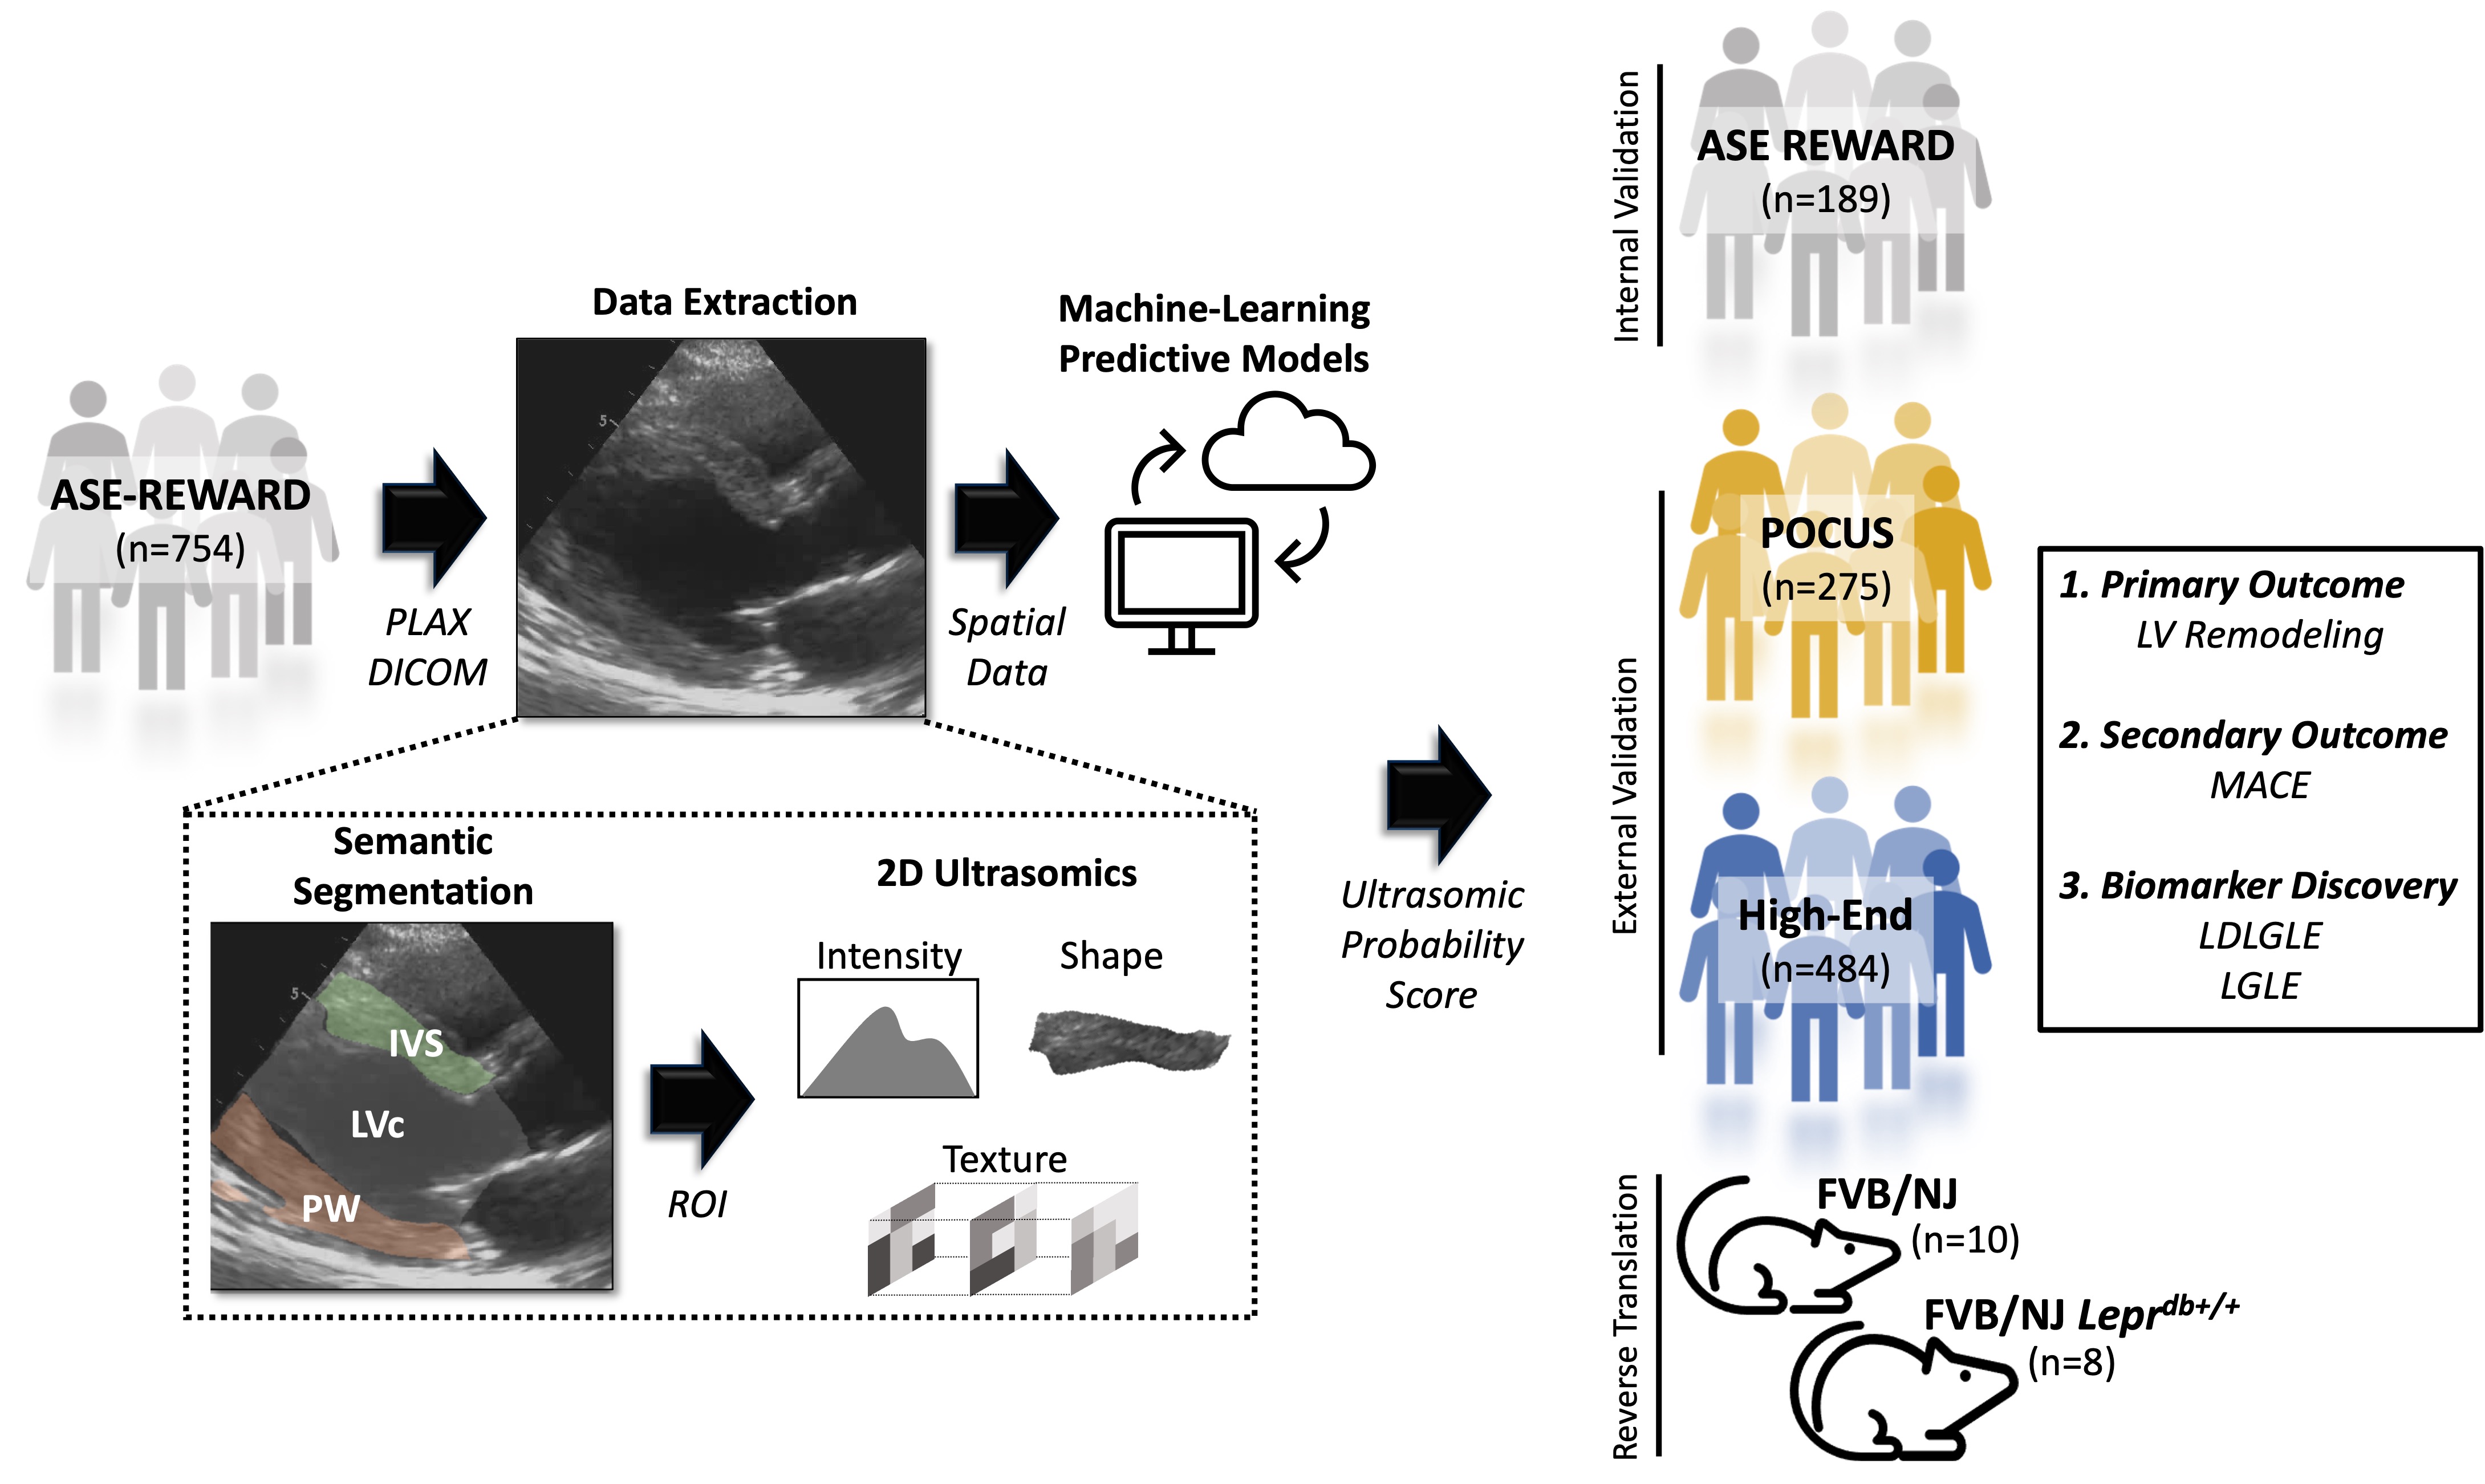 ASE-REWARD
(n=754)
PLAX
DICOM
Data Extraction
5
Spatial
Data
Machine-Learning
Predictive Models
Semantic
Segmentation
5
IVS
LVc
PW
ROI
2D Ultrasomics
Intensity
Shape
Texture
Ultrasomic
Probability
Score
Internal Validation
ASE REWARD
(n=189)
External Validation
POCUS
(n=275)
High-End
(n=484)
1. Primary Outcome
LV Remodeling
2. Secondary Outcome
MACE
3. Biomarker Discovery
LDLGLE
LGLE
Reverse Translation
FVB/NJ
(n=10)
FVB/NJ Lepr^db+/+
(n=8)